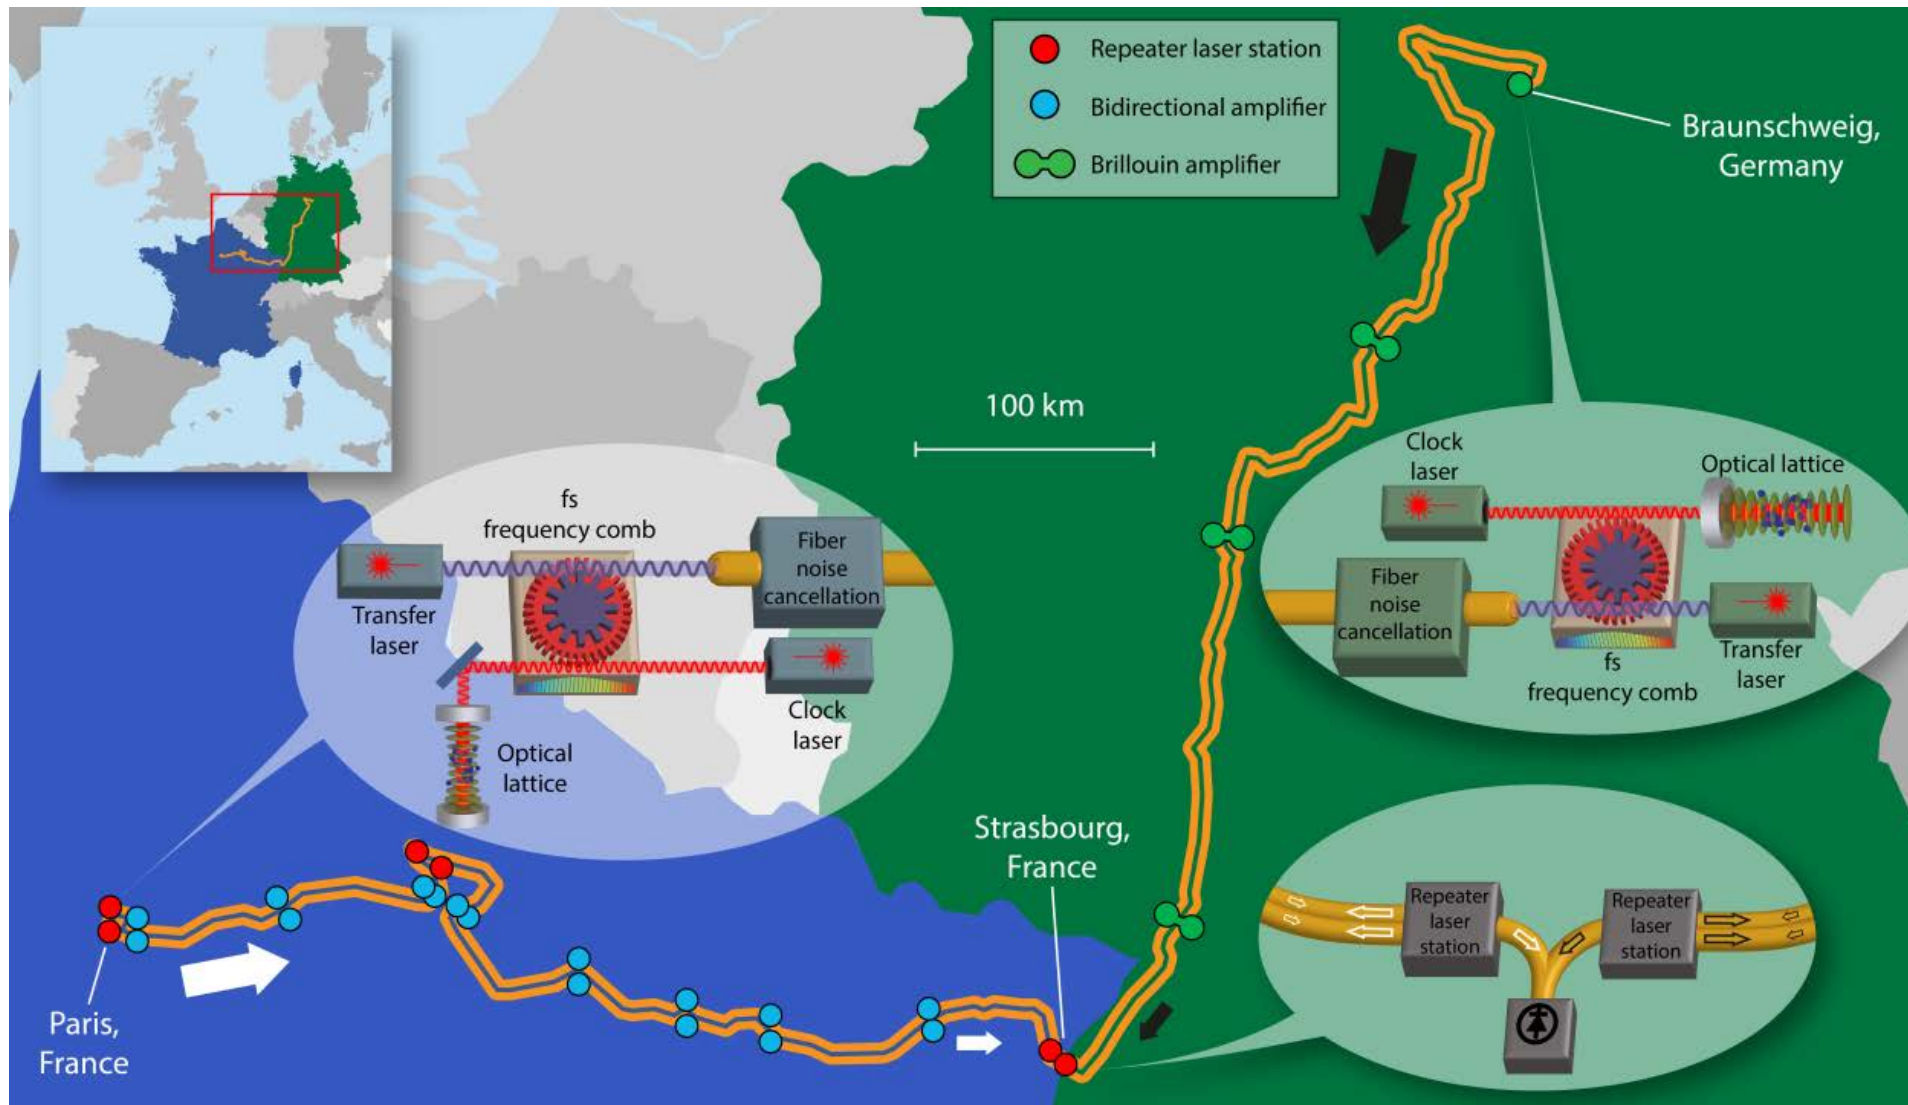 Repeater laser station
Bidirectional amplifier
Brillouin amplifier
Braunschweig,
Germany
100 km
fs
frequency comb
Fiber
noise
cancellation
Transfer
laser
Clock
laser
Optical
lattice
Clock
laser
Optical lattice
Fiber
noise
cancellation
fs
frequency comb
Transfer
laser
Strasbourg,
France
Repeater
laser
station
Repeater
laser
station
Paris,
France